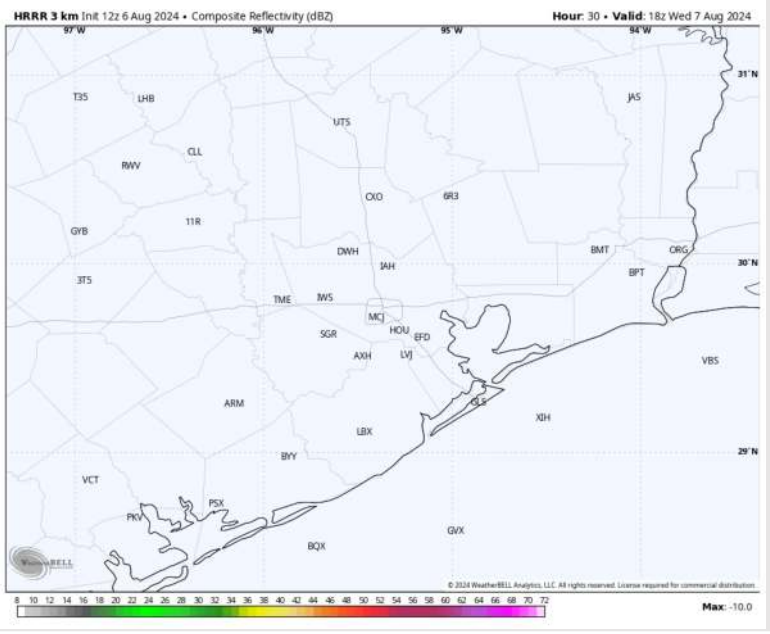 HRRR 3 km Init 12z 6 Aug 2024 • Composite Reflectivity (dBZ) Hour: 30 • Valid: 18z Wed 7 Aug 2024
97°W 96°W 95°W 94°W
31°N
T35 LHB JAS
UTS
CLL
RWV
CXO 6R3
11R
GYB
DWH BMT ORG
IAH 30°N
BPT
3T5
TME IWS
MCJ
SGR HOU EFD
AXH LVJ
VBS
ARM GLS
XIH
LBX
BYY 29°N
VCT
PSX
PKV
GVX
BQX
WEATHERBELL
© 2024 WeatherBELL Analytics, LLC. All rights reserved. License required for commercial distribution.
8 10 12 14 16 18 20 22 24 26 28 30 32 34 36 38 40 42 44 46 48 50 52 54 56 58 60 62 64 66 68 70 72
Max: -10.0